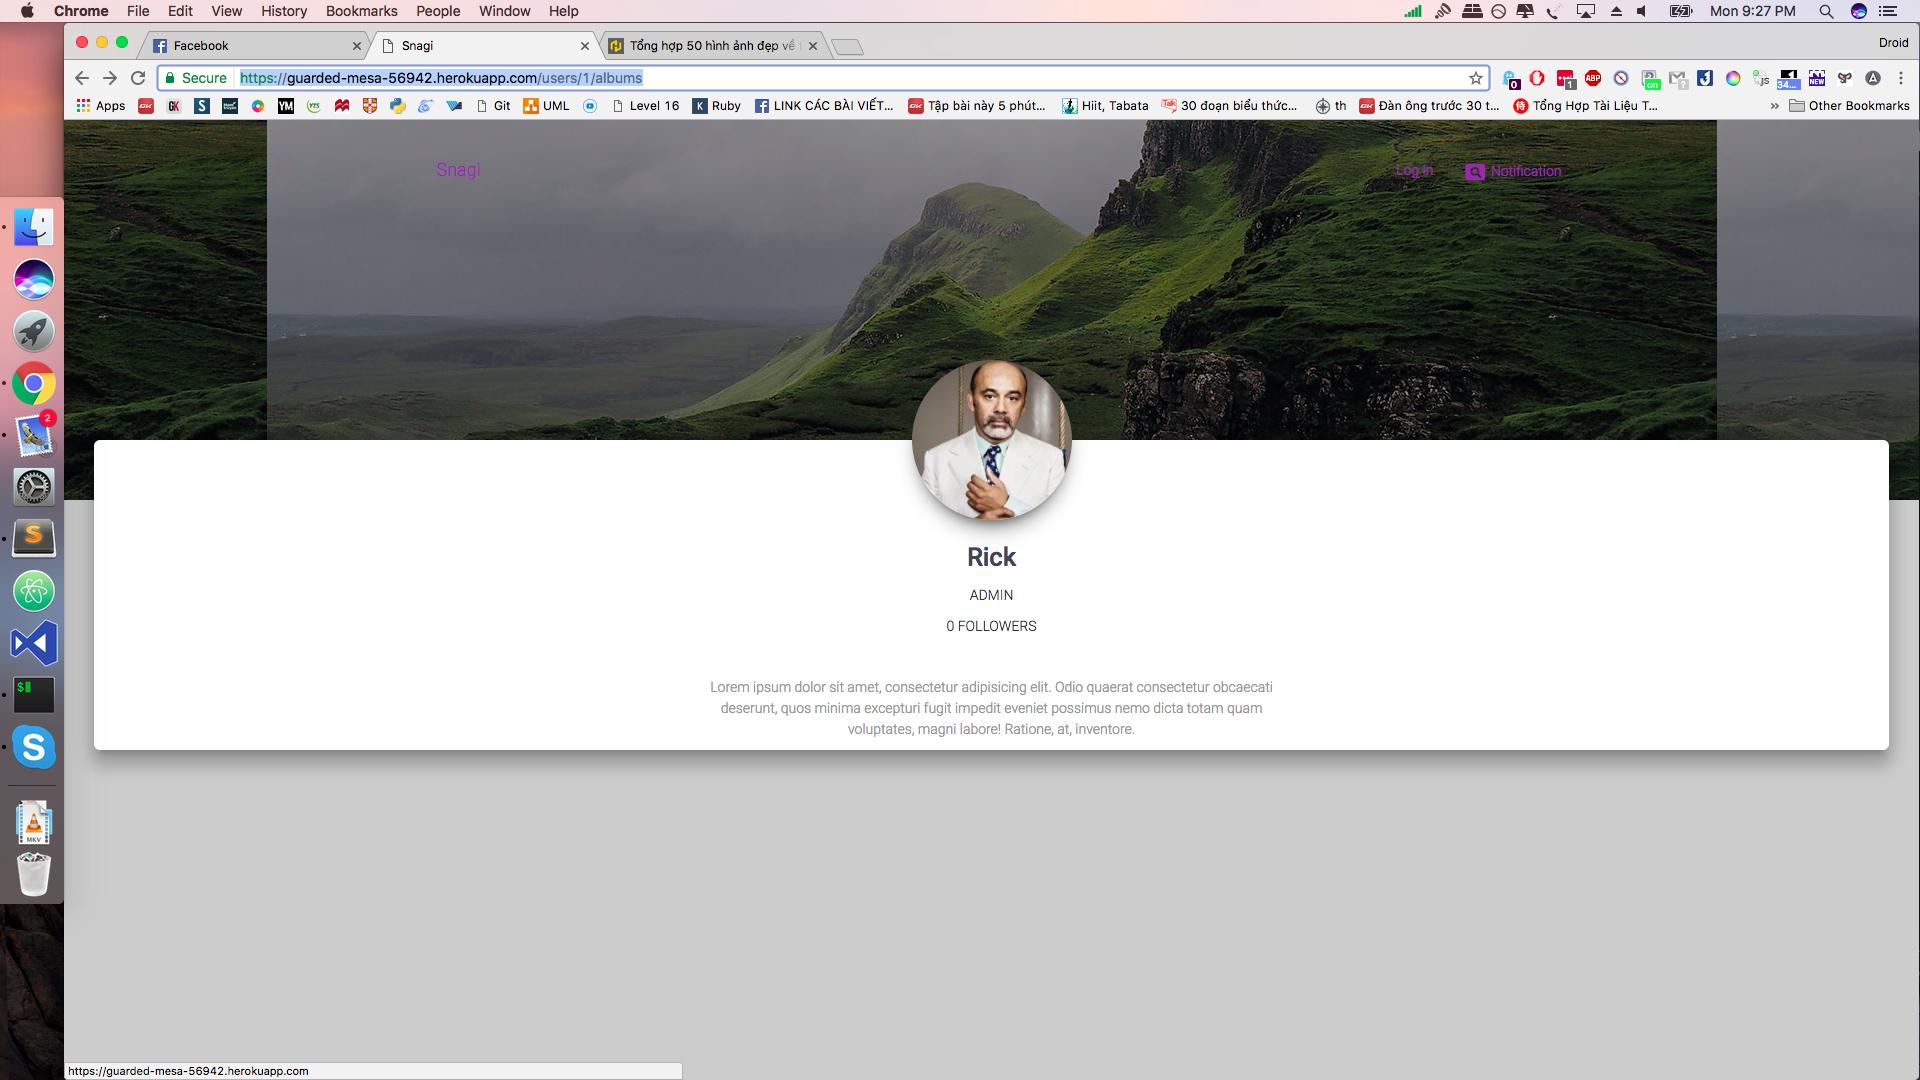 Chrome File Edit View History Bookmarks People Window Help Mon 9:27 PM
Facebook Snagi Tổng hợp 50 hình ảnh đẹp về Droid
Secure https://guarded-mesa-56942.herokuapp.com/users/1/albums
Apps Git UML Level 16 Ruby LINK CÁC BÀI VIẾT... Tập bài này 5 phút... Hiit, Tabata 30 đoạn biểu thức... th Đàn ông trước 30 t... Tổng Hợp Tài Liệu T... » Other Bookmarks
Snagi Log in Notification
Rick
ADMIN
0 FOLLOWERS
Lorem ipsum dolor sit amet, consectetur adipisicing elit. Odio quaerat consectetur obcaecati
deserunt, quos minima excepturi fugit impedit eveniet possimus nemo dicta totam quam
voluptates, magni labore! Ratione, at, inventore.
2
MKV
https://guarded-mesa-56942.herokuapp.com